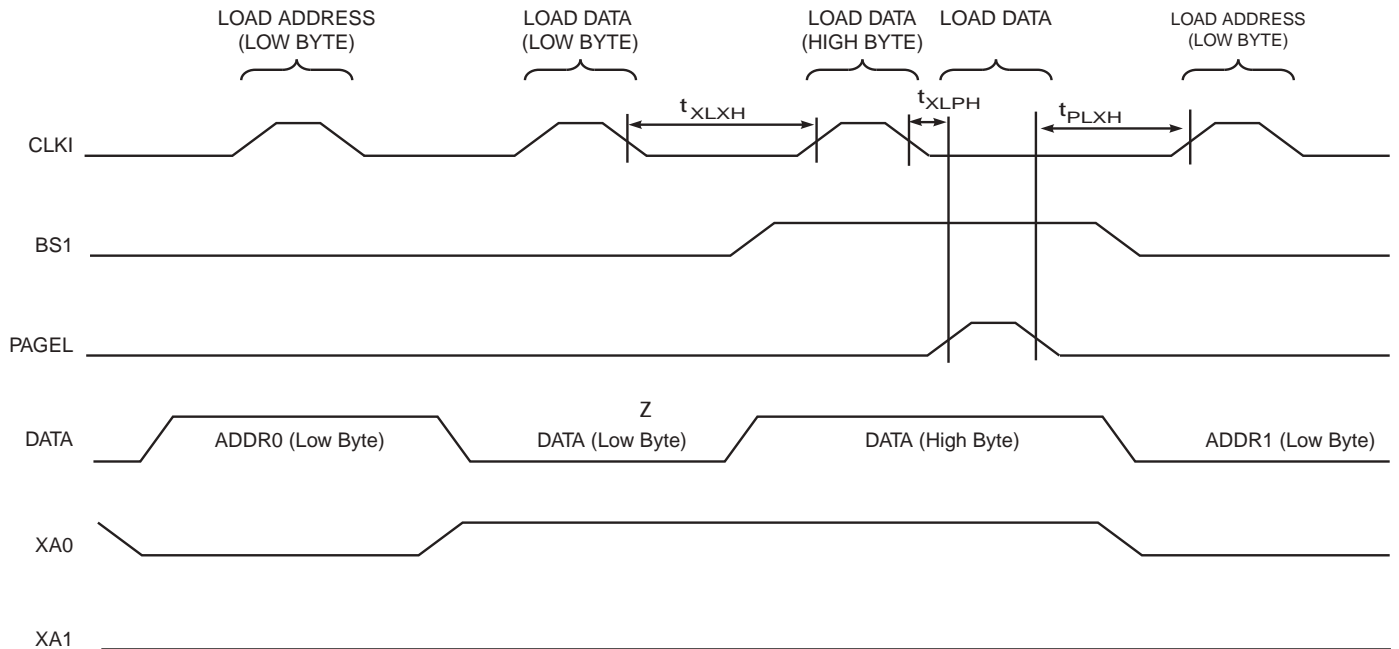 LOAD ADDRESS
(LOW BYTE)
LOAD DATA
(LOW BYTE)
LOAD DATA
(HIGH BYTE)
LOAD DATA
LOAD ADDRESS
(LOW BYTE)
tXLXH
tXLPH
tPLXH
CLKI
BS1
PAGEL
Z
DATA
ADDR0 (Low Byte)
DATA (Low Byte)
DATA (High Byte)
ADDR1 (Low Byte)
XA0
XA1